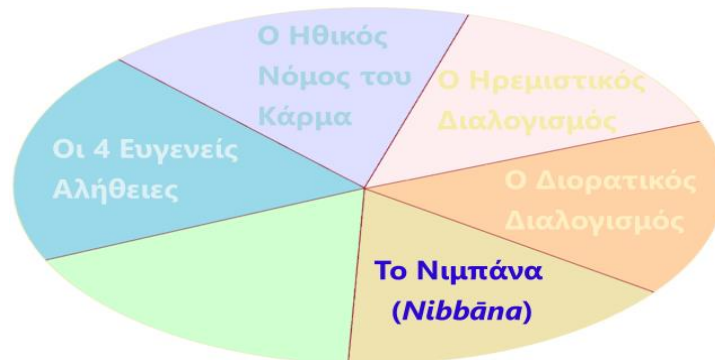 Ο Ηθικός
Νόμος του
Κάρμα
Ο Ηρεμιστικός
Διαλογισμός
Οι 4 Ευγενείς
Αλήθειες
Ο Διορατικός
Διαλογισμός
Το Νιμπάνα
(Nibbāna)